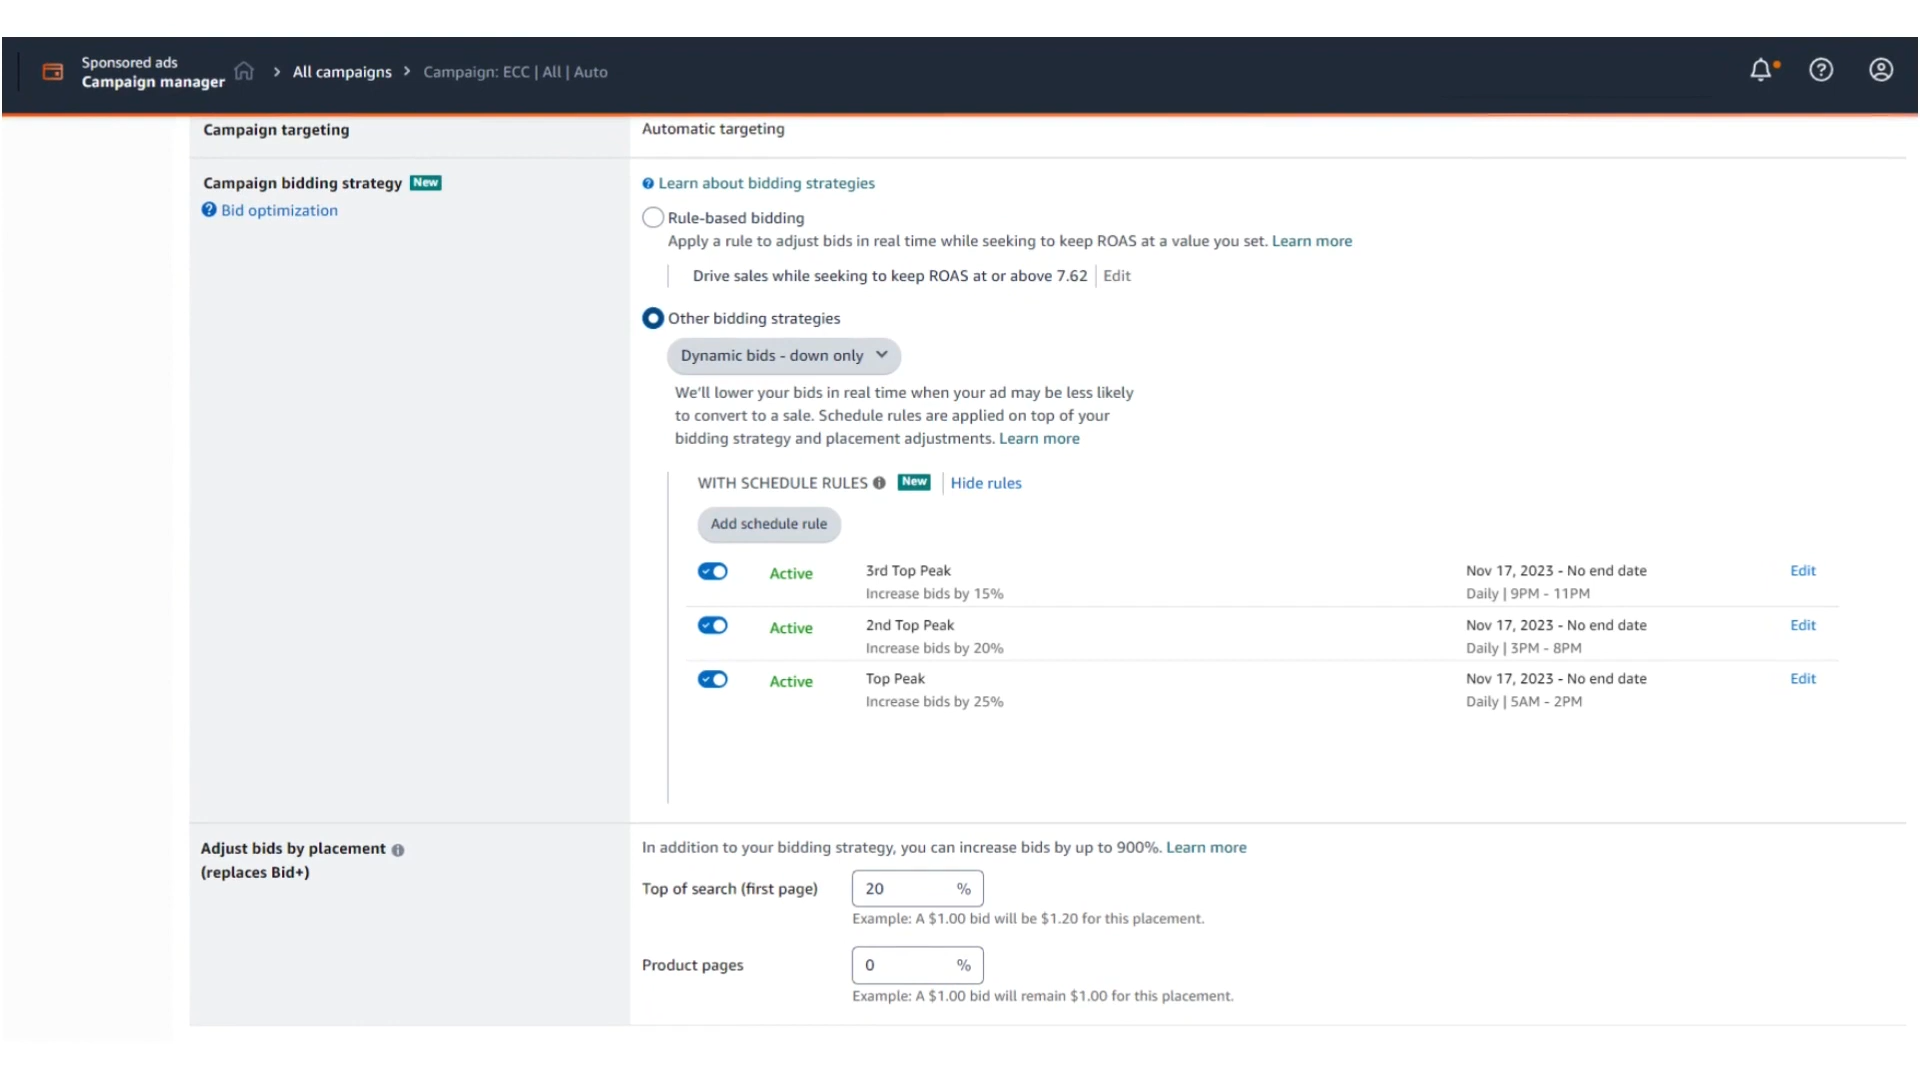 Sponsored ads
Campaign manager
All campaigns > Campaign: ECC | All | Auto
Campaign targeting
Automatic targeting
Campaign bidding strategy New
Bid optimization
Learn about bidding strategies
Rule-based bidding
Apply a rule to adjust bids in real time while seeking to keep ROAS at a value you set. Learn more
Drive sales while seeking to keep ROAS at or above 7.62 | Edit
Other bidding strategies
Dynamic bids - down only
We'll lower your bids in real time when your ad may be less likely
to convert to a sale. Schedule rules are applied on top of your
bidding strategy and placement adjustments. Learn more
WITH SCHEDULE RULES New | Hide rules
Add schedule rule
Active 3rd Top Peak Nov 17, 2023 - No end date Edit
Increase bids by 15% Daily | 9PM - 11PM
Active 2nd Top Peak Nov 17, 2023 - No end date Edit
Increase bids by 20% Daily | 3PM - 8PM
Active Top Peak Nov 17, 2023 - No end date Edit
Increase bids by 25% Daily | 5AM - 2PM
Adjust bids by placement
(replaces Bid+)
In addition to your bidding strategy, you can increase bids by up to 900%. Learn more
Top of search (first page) 20 %
Example: A $1.00 bid will be $1.20 for this placement.
Product pages 0 %
Example: A $1.00 bid will remain $1.00 for this placement.